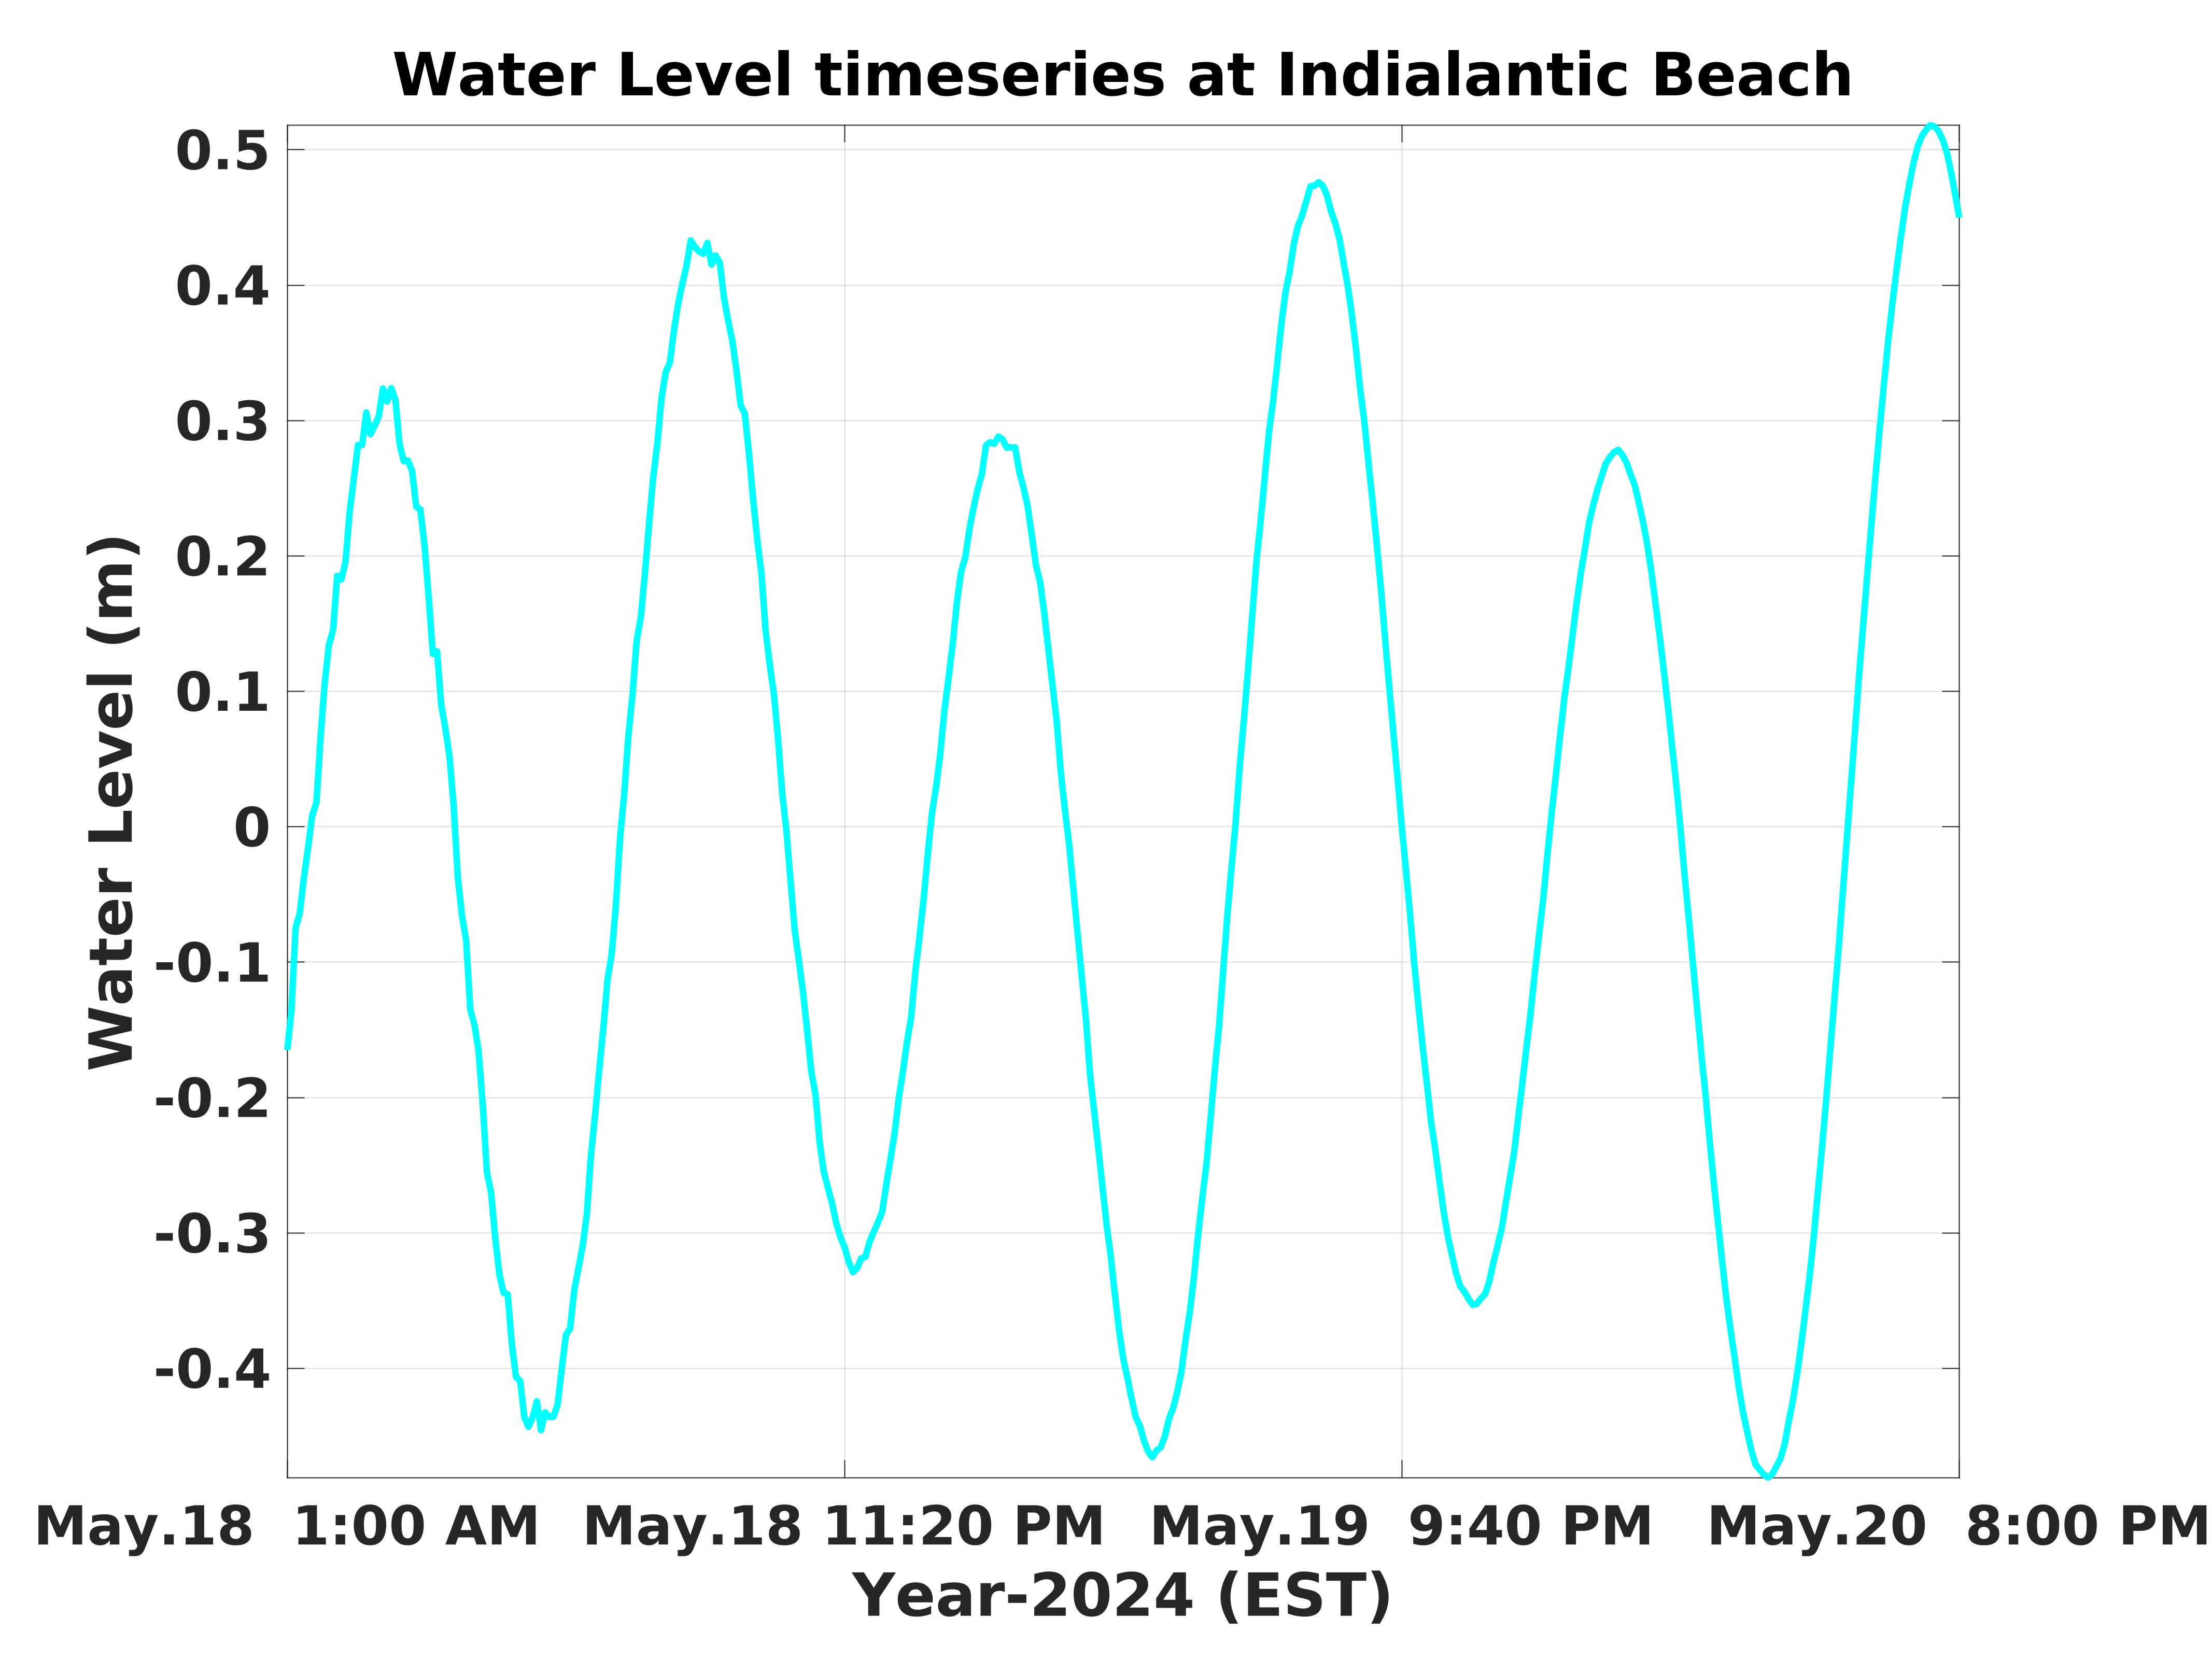 Water Level timeseries at Indialantic Beach
0.5
0.4
0.3
0.2
0.1
0
-0.1
-0.2
-0.3
-0.4
Water Level (m)
May.18  1:00 AM May.18 11:20 PM May.19  9:40 PM May.20  8:00 PM
Year-2024 (EST)